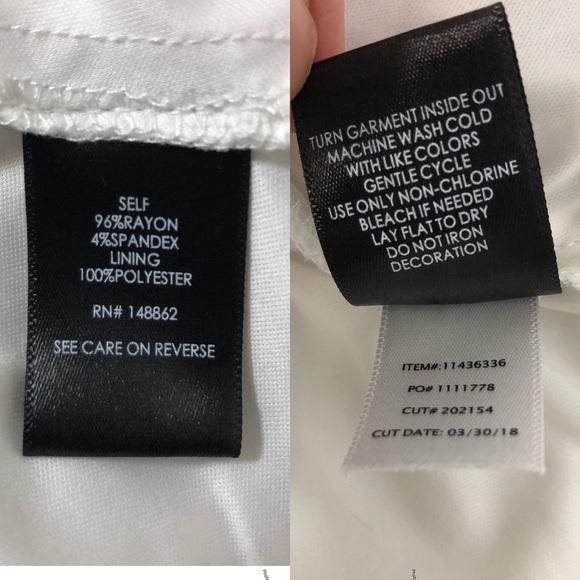 SELF
96%RAYON
4%SPANDEX
LINING
100%POLYESTER
RN# 148862
SEE CARE ON REVERSE
TURN GARMENT INSIDE OUT
MACHINE WASH COLD
WITH LIKE COLORS
GENTLE CYCLE
USE ONLY NON-CHLORINE
BLEACH IF NEEDED
LAY FLAT TO DRY
DO NOT IRON
DECORATION
ITEM#:11436336
PO# 1111778
CUT# 202154
CUT DATE: 03/30/18